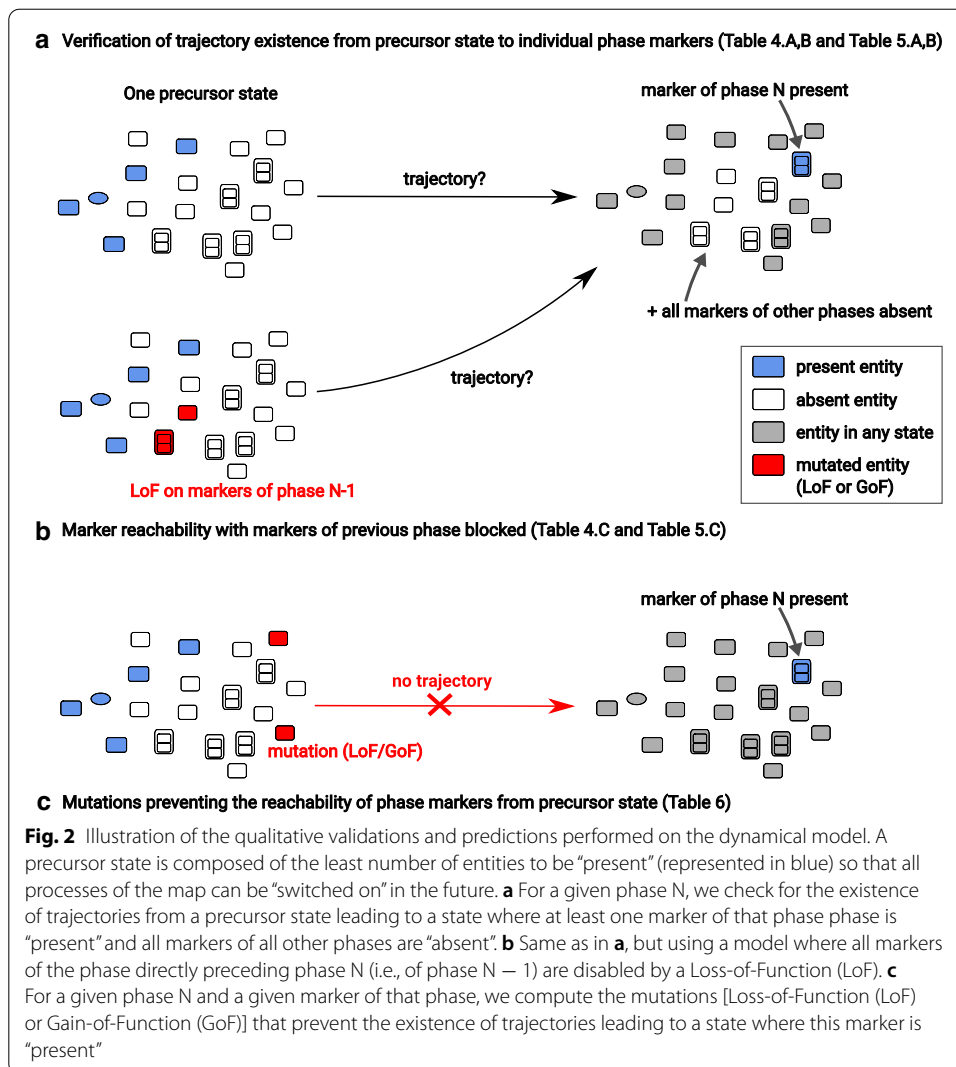 a Verification of trajectory existence from precursor state to individual phase markers (Table 4.A,B and Table 5.A,B)
One precursor state
marker of phase N present
trajectory?
+ all markers of other phases absent
trajectory?
present entity
absent entity
entity in any state
mutated entity
(LoF or GoF)
LoF on markers of phase N-1
b Marker reachability with markers of previous phase blocked (Table 4.C and Table 5.C)
marker of phase N present
no trajectory
mutation (LoF/GoF)
c Mutations preventing the reachability of phase markers from precursor state (Table 6)
Fig. 2 Illustration of the qualitative validations and predictions performed on the dynamical model. A
precursor state is composed of the least number of entities to be “present” (represented in blue) so that all
processes of the map can be “switched on” in the future. a For a given phase N, we check for the existence
of trajectories from a precursor state leading to a state where at least one marker of that phase phase is
“present” and all markers of all other phases are “absent”. b Same as in a, but using a model where all markers
of the phase directly preceding phase N (i.e., of phase N − 1) are disabled by a Loss-of-Function (LoF). c
For a given phase N and a given marker of that phase, we compute the mutations [Loss-of-Function (LoF)
or Gain-of-Function (GoF)] that prevent the existence of trajectories leading to a state where this marker is
“present”